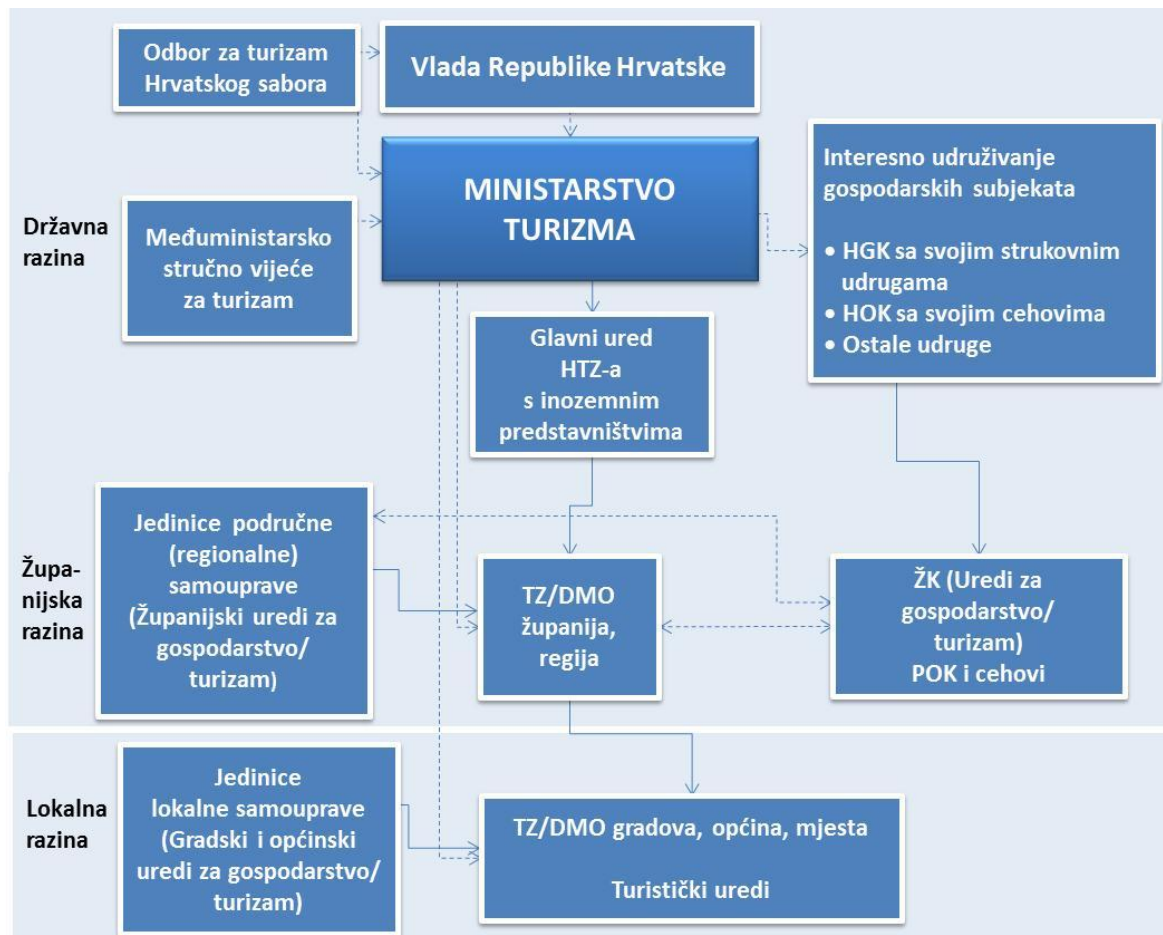 Odbor za turizam
Hrvatskog sabora
Vlada Republike Hrvatske
Državna
razina
MINISTARSTVO
TURIZMA
Međuministarsko
stručno vijeće
za turizam
Interesno udruživanje
gospodarskih subjekata
• HGK sa svojim strukovnim
udrugama
• HOK sa svojim cehovima
• Ostale udruge
Glavni ured
HTZ-a
s inozemnim
predstavništvima
Župa-
nijska
razina
Jedinice područne
(regionalne)
samouprave
(Županijski uredi za
gospodarstvo/
turizam)
TZ/DMO
županija,
regija
ŽK (Uredi za
gospodarstvo/
turizam)
POK i cehovi
Lokalna
razina
Jedinice
lokalne samouprave
(Gradski i općinski
uredi za gospodarstvo/
turizam)
TZ/DMO gradova, općina, mjesta
Turistički uredi